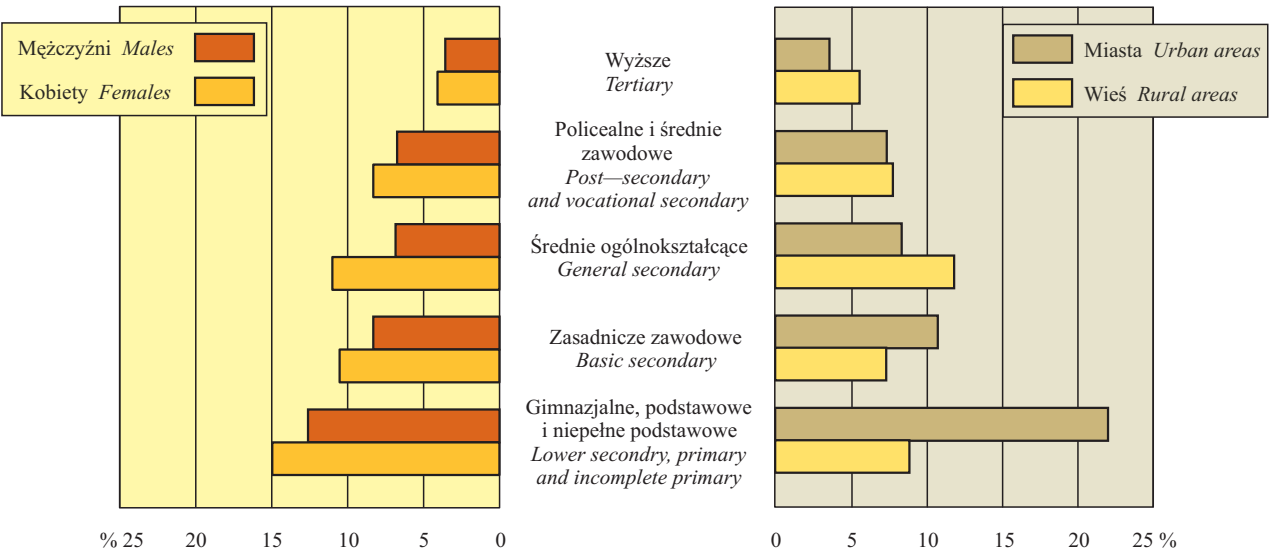 Mężczyźni Males
Kobiety Females
Wyższe
Tertiary
Policealne i średnie
zawodowe
Post—secondary
and vocational secondary
Średnie ogólnokształcące
General secondary
Zasadnicze zawodowe
Basic secondary
Gimnazjalne, podstawowe
i niepełne podstawowe
Lower secondry, primary
and incomplete primary
Miasta Urban areas
Wieś Rural areas
% 25 20 15 10 5 0
0 5 10 15 20 25 %